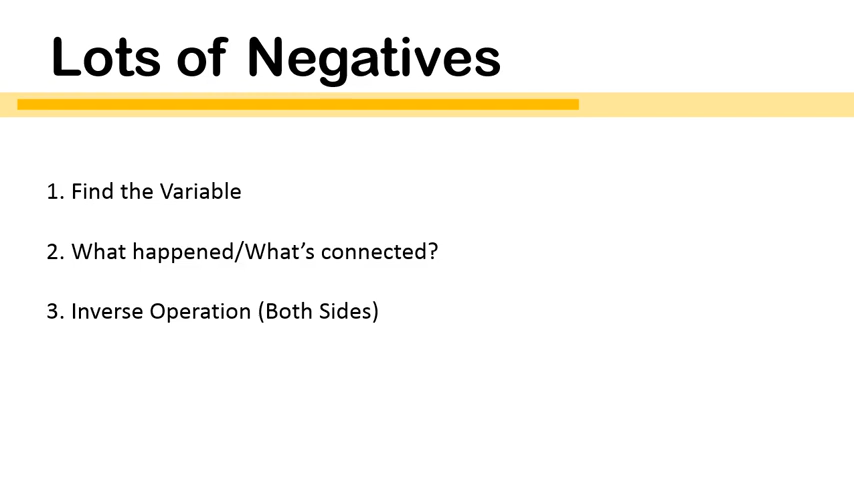 Lots of Negatives
1. Find the Variable
2. What happened/What’s connected?
3. Inverse Operation (Both Sides)